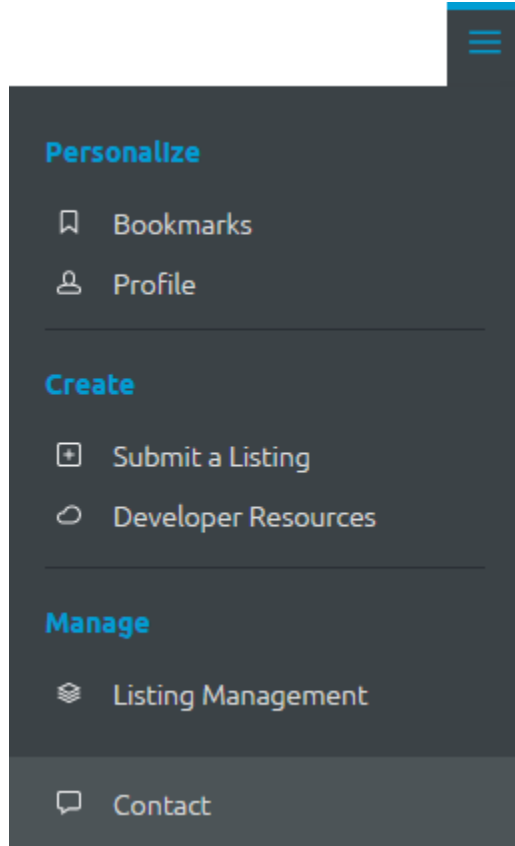 Personalize
Bookmarks
Profile
Create
Submit a Listing
Developer Resources
Manage
Listing Management
Contact